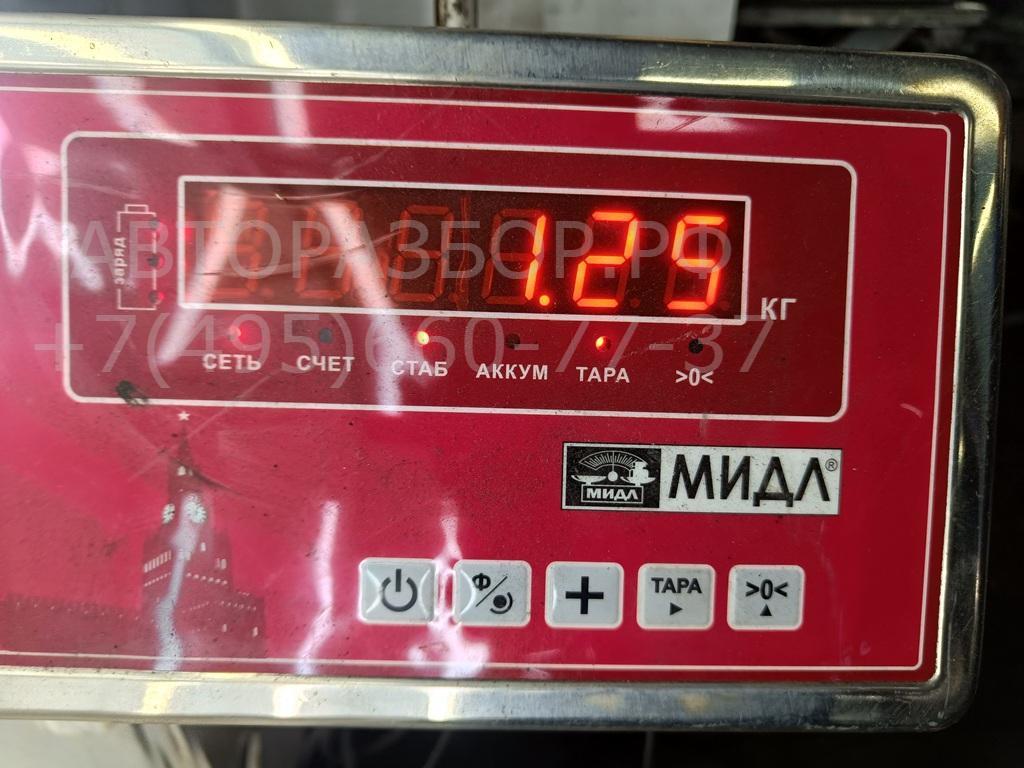 заряд
1.25
КГ
АВТОРАЗБОР.РФ
+7(495)660-77-37
СЕТЬ СЧЕТ СТАБ АККУМ ТАРА >0<
МИДЛ МИДЛ®
Ф ТАРА >0<